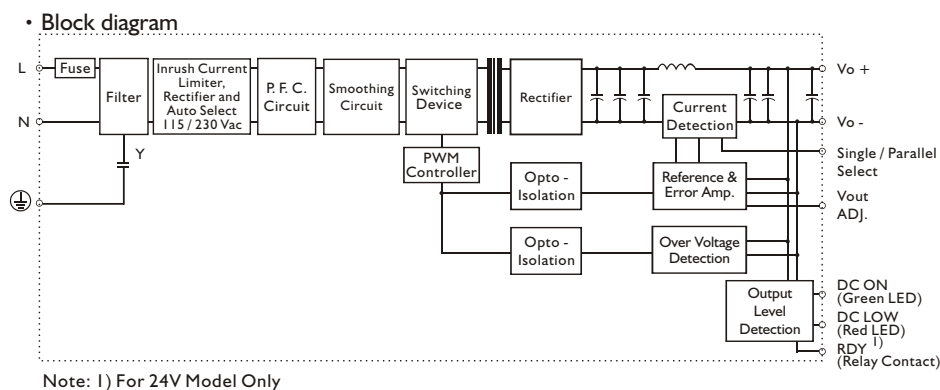 • Block diagram
L
Fuse
N
Filter
Y
Inrush Current
Limiter,
Rectifier and
Auto Select
115 / 230 Vac
P. F. C.
Circuit
Smoothing
Circuit
Switching
Device
PWM
Controller
Rectifier
Opto -
Isolation
Opto -
Isolation
Current
Detection
Reference &
Error Amp.
Over Voltage
Detection
Output
Level
Detection
Vo +
Vo -
Single / Parallel
Select
Vout
ADJ.
DC ON
(Green LED)
DC LOW
(Red LED)
RDY 1)
(Relay Contact)
Note: 1) For 24V Model Only